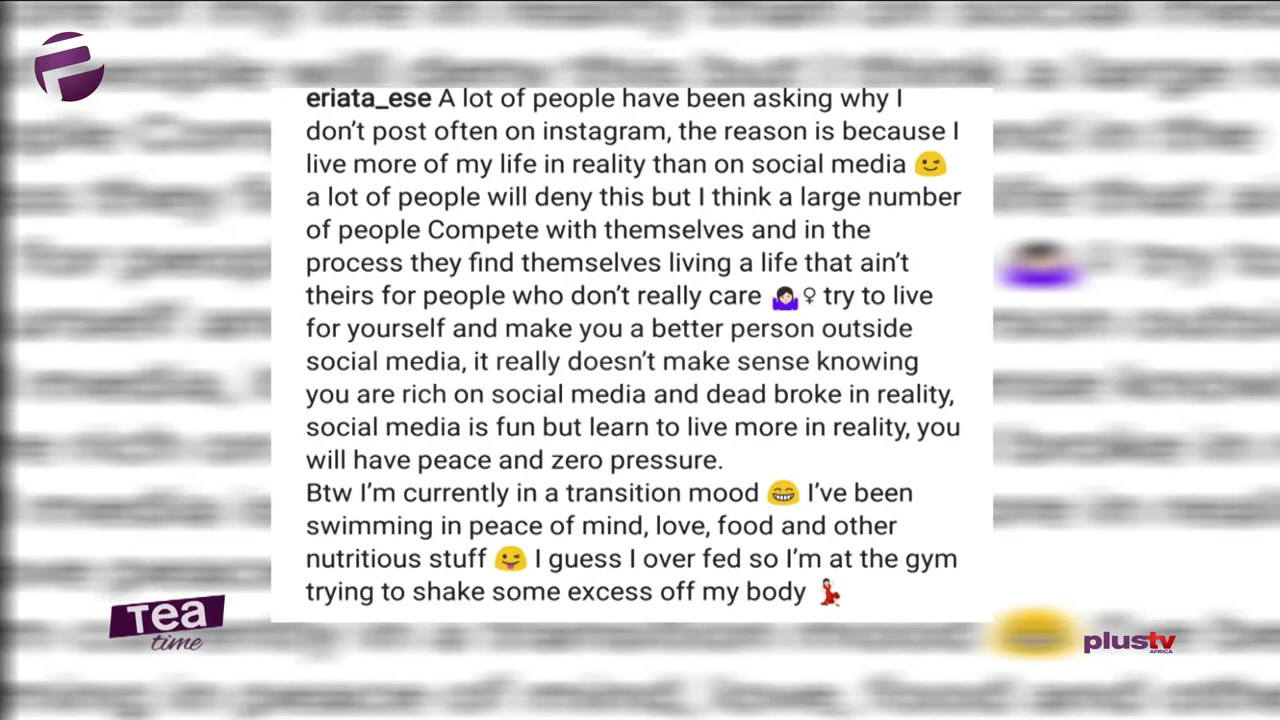 eriata_ese A lot of people have been asking why I
don't post often on instagram, the reason is because I
live more of my life in reality than on social media 😉
a lot of people will deny this but I think a large number
of people Compete with themselves and in the
process they find themselves living a life that ain't
theirs for people who don't really care 🤷🏻♀ try to live
for yourself and make you a better person outside
social media, it really doesn't make sense knowing
you are rich on social media and dead broke in reality,
social media is fun but learn to live more in reality, you
will have peace and zero pressure.
Btw I'm currently in a transition mood 😁 I've been
swimming in peace of mind, love, food and other
nutritious stuff 😜 I guess I over fed so I'm at the gym
trying to shake some excess off my body 💃🏻
Tea
time
plustv
AFRICA